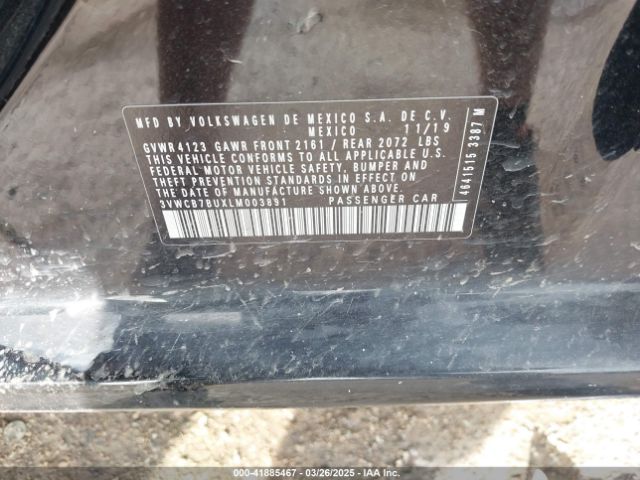 MFD BY VOLKSWAGEN DE MEXICO S.A. DE C.V.
MEXICO 11/19
GVWR4123 GAWR FRONT 2161 / REAR 2072 LBS
THIS VEHICLE CONFORMS TO ALL APPLICABLE U.S.
FEDERAL MOTOR VEHICLE SAFETY, BUMPER AND
THEFT PREVENTION STANDARDS IN EFFECT ON
THE DATE OF MANUFACTURE SHOWN ABOVE.
3VWCB7BUXLM003891 PASSENGER CAR
4641515 3387 M
000-41885467 - 03/26/2025 - IAA Inc.